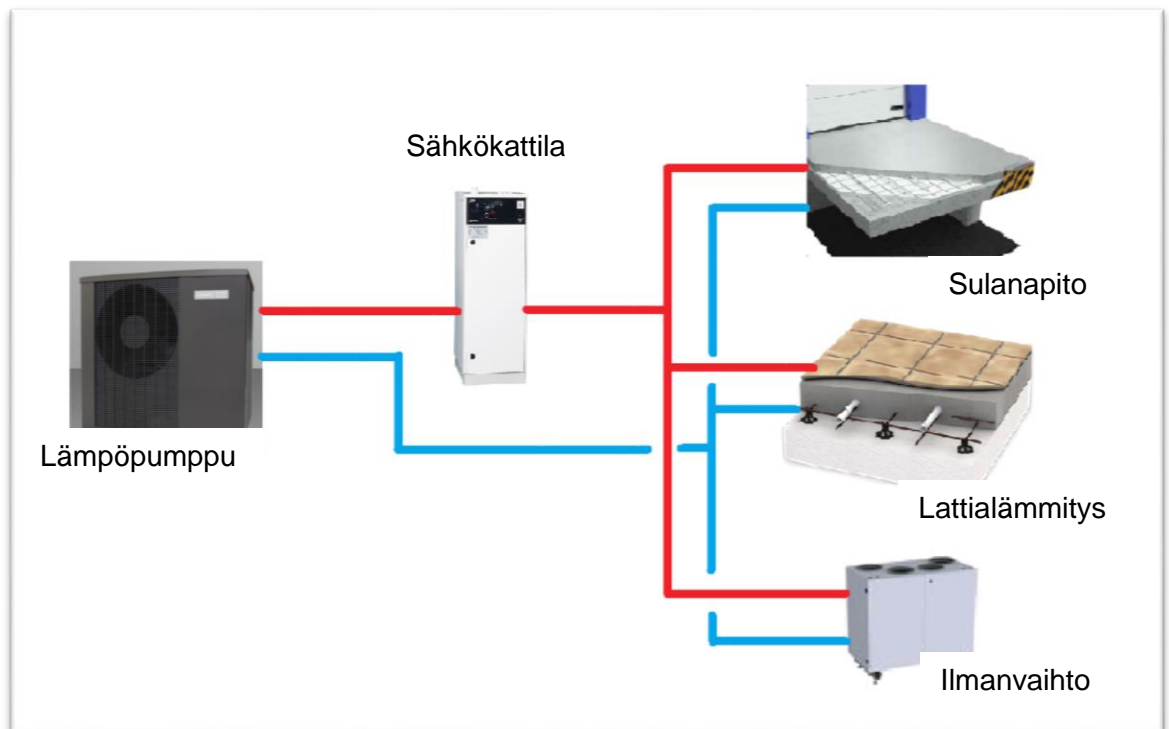 Sähkökattila
Sulanapito
Lämpöpumppu
Lattialämmitys
Ilmanvaihto